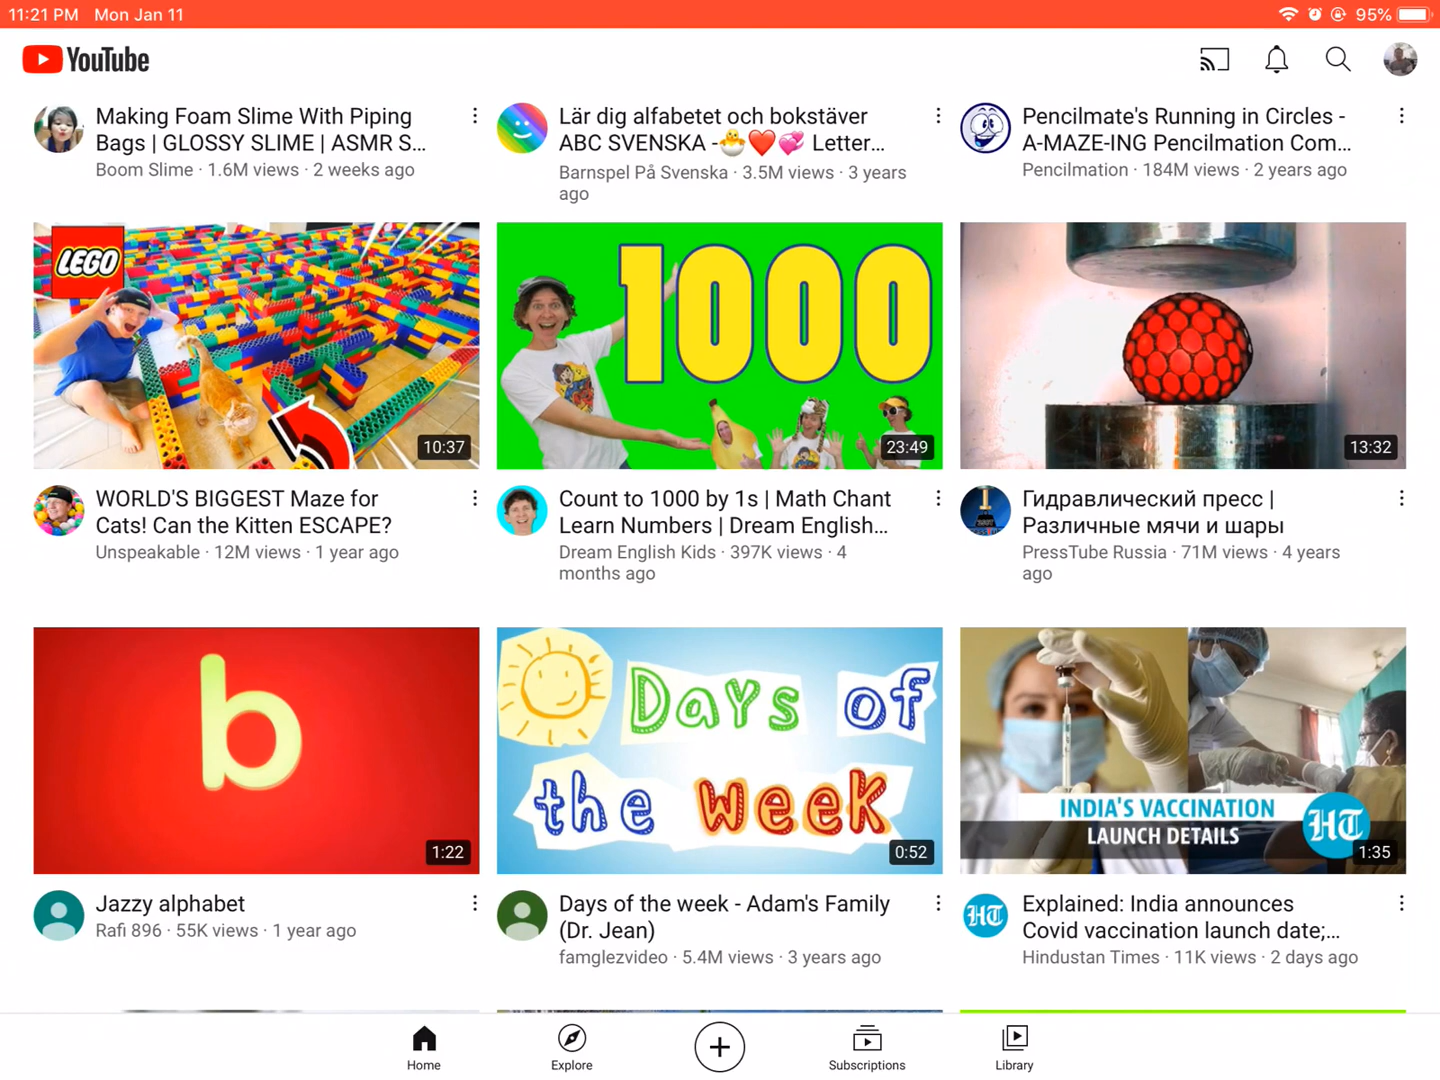 11:21 PM Mon Jan 11
95%
YouTube
Making Foam Slime With Piping
Bags | GLOSSY SLIME | ASMR S...
Boom Slime · 1.6M views · 2 weeks ago
Lär dig alfabetet och bokstäver
ABC SVENSKA -🐣❤️💞 Letter...
Barnspel På Svenska · 3.5M views · 3 years
ago
Pencilmate's Running in Circles -
A-MAZE-ING Pencilmation Com...
Pencilmation · 184M views · 2 years ago
LEGO
10:37
1000
23:49
13:32
WORLD'S BIGGEST Maze for
Cats! Can the Kitten ESCAPE?
Unspeakable · 12M views · 1 year ago
Count to 1000 by 1s | Math Chant
Learn Numbers | Dream English...
Dream English Kids · 397K views · 4
months ago
Гидравлический пресс |
Различные мячи и шары
PressTube Russia · 71M views · 4 years
ago
b
1:22
Days of
the week
0:52
INDIA'S VACCINATION
LAUNCH DETAILS
HT
1:35
Jazzy alphabet
Rafi 896 · 55K views · 1 year ago
Days of the week - Adam's Family
(Dr. Jean)
famglezvideo · 5.4M views · 3 years ago
HT
Explained: India announces
Covid vaccination launch date;...
Hindustan Times · 11K views · 2 days ago
Home
Explore
Subscriptions
Library